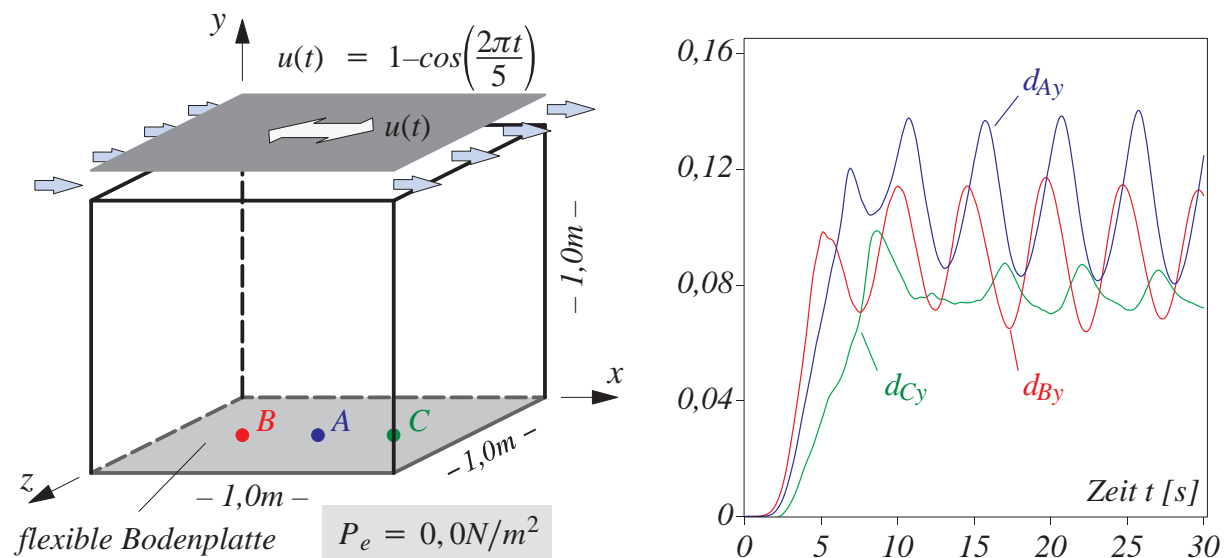 y
u(t) = 1–cos(2πt/5)
u(t)
– 1,0m –
x
B A C
z
– 1,0m –
– 1,0m –
flexible Bodenplatte
P_e = 0,0N/m²
0,16
0,12
0,08
0,04
0
d_Ay
d_Cy
d_By
Zeit t [s]
0 5 10 15 20 25 30